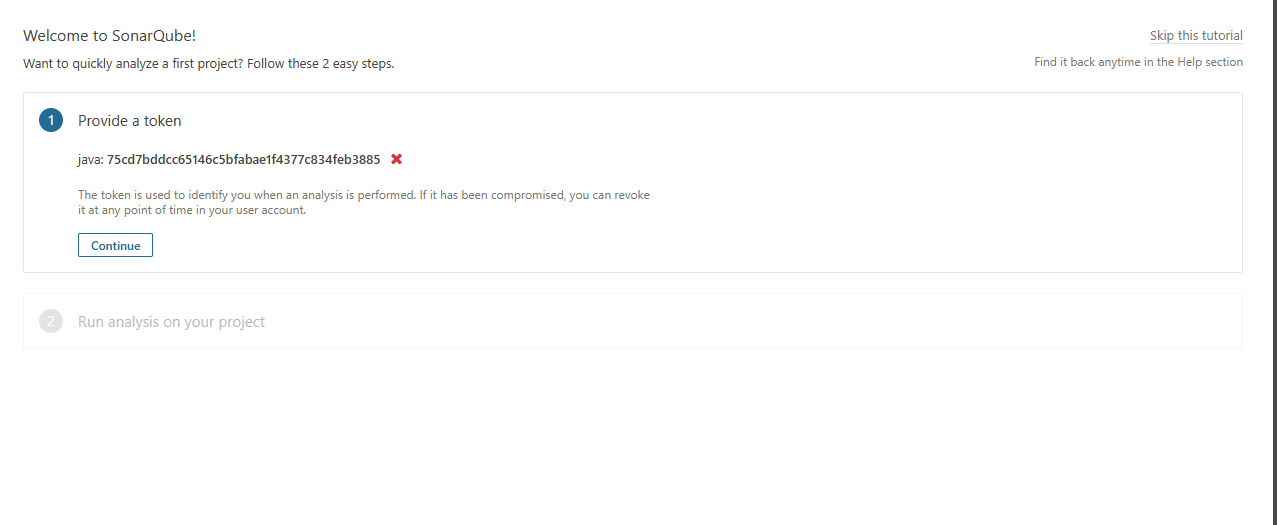 Welcome to SonarQube!
Skip this tutorial
Want to quickly analyze a first project? Follow these 2 easy steps.
Find it back anytime in the Help section
1 Provide a token
java: 75cd7bddcc65146c5bfabae1f4377c834feb3885
The token is used to identify you when an analysis is performed. If it has been compromised, you can revoke
it at any point of time in your user account.
Continue
2 Run analysis on your project